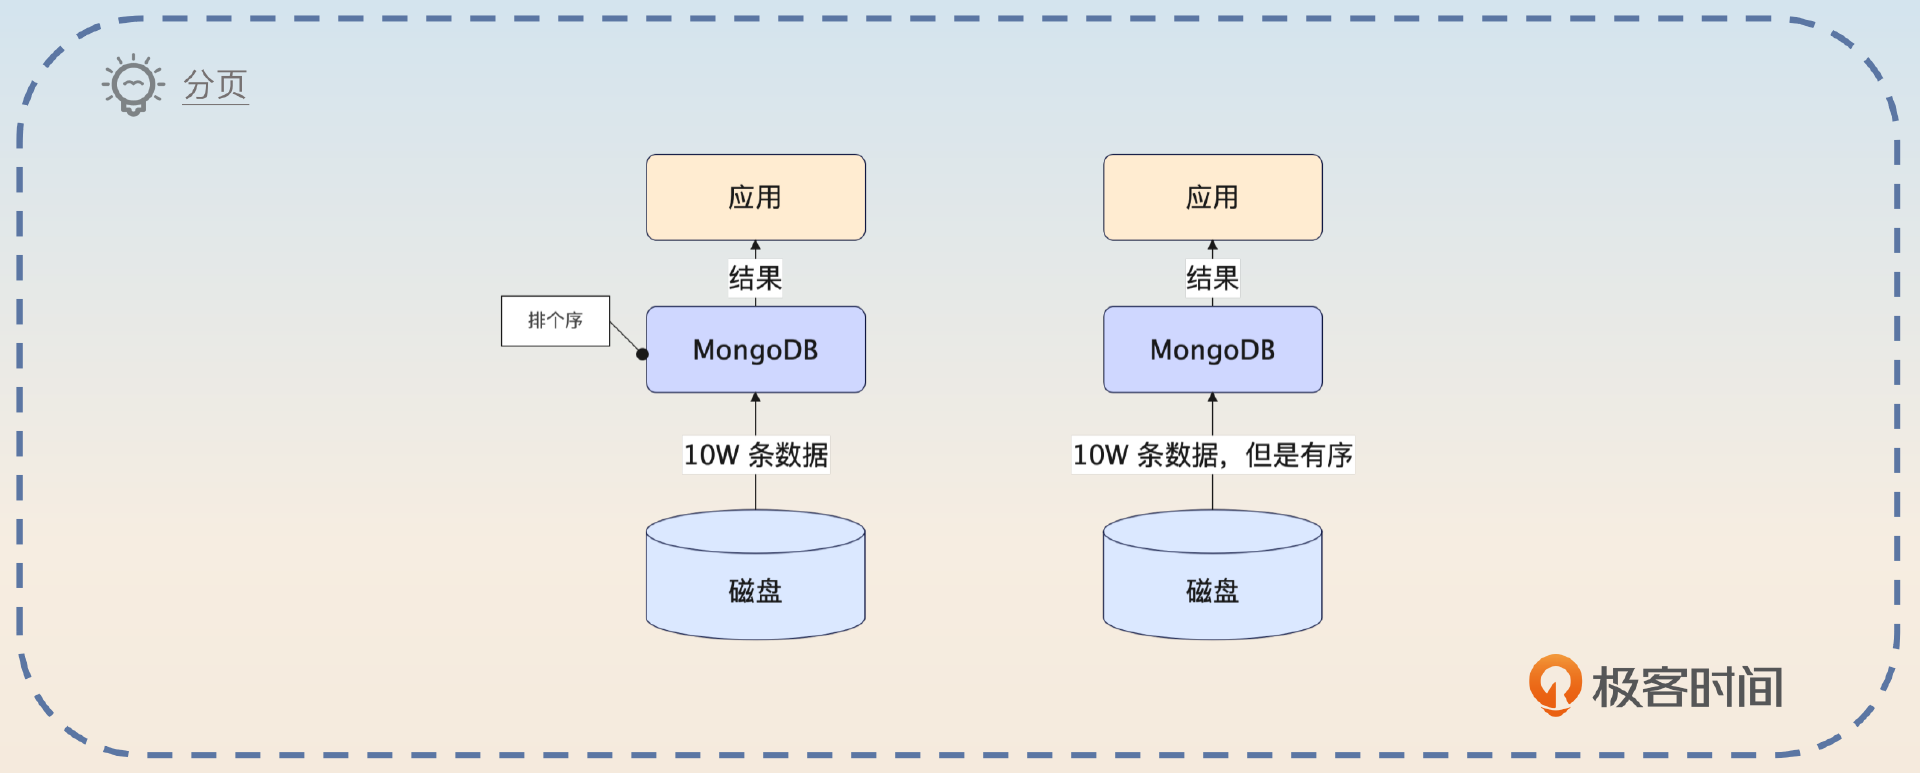 分页
应用
应用
结果
结果
排个序
MongoDB
MongoDB
10W 条数据
10W 条数据，但是有序
磁盘
磁盘
极客时间